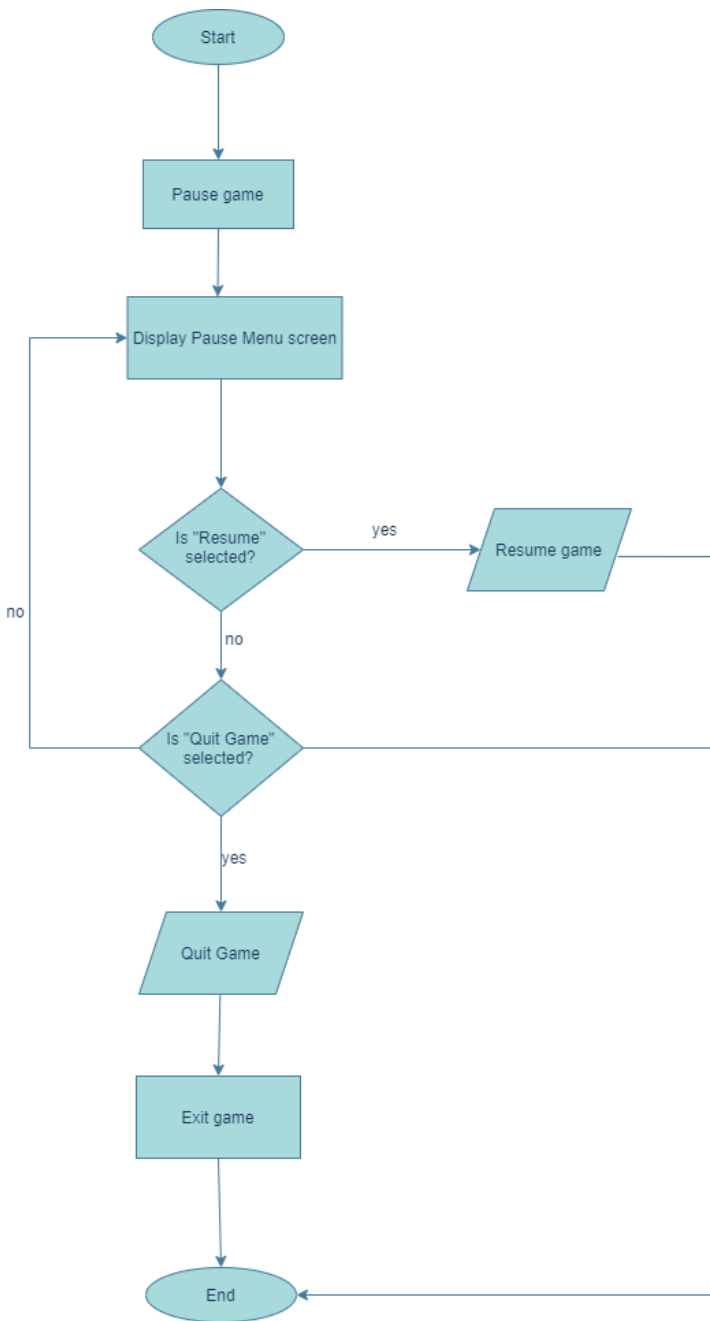 Start
Pause game
Display Pause Menu screen
Is "Resume"
selected?
yes
Resume game
no
no
Is "Quit Game"
selected?
yes
Quit Game
Exit game
End